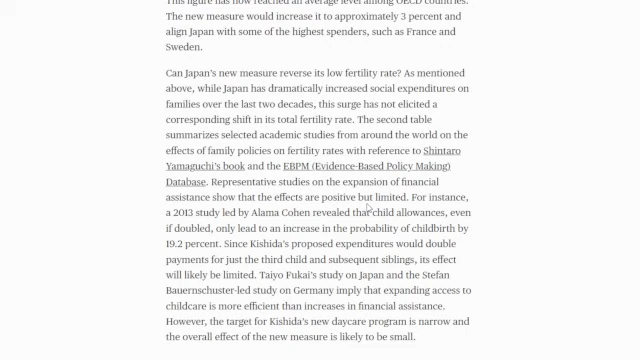 This figure has now reached an average level among OECD countries.
The new measure would increase it to approximately 3 percent and
align Japan with some of the highest spenders, such as France and
Sweden.
Can Japan's new measure reverse its low fertility rate? As mentioned
above, while Japan has dramatically increased social expenditures on
families over the last two decades, this surge has not elicited a
corresponding shift in its total fertility rate. The second table
summarizes selected academic studies from around the world on the
effects of family policies on fertility rates with reference to Shintaro
Yamaguchi's book and the EBPM (Evidence-Based Policy Making)
Database. Representative studies on the expansion of financial
assistance show that the effects are positive but limited. For instance,
a 2013 study led by Alama Cohen revealed that child allowances, even
if doubled, only lead to an increase in the probability of childbirth by
19.2 percent. Since Kishida's proposed expenditures would double
payments for just the third child and subsequent siblings, its effect
will likely be limited. Taiyo Fukai's study on Japan and the Stefan
Bauernschuster-led study on Germany imply that expanding access to
childcare is more efficient than increases in financial assistance.
However, the target for Kishida's new daycare program is narrow and
the overall effect of the new measure is likely to be small.